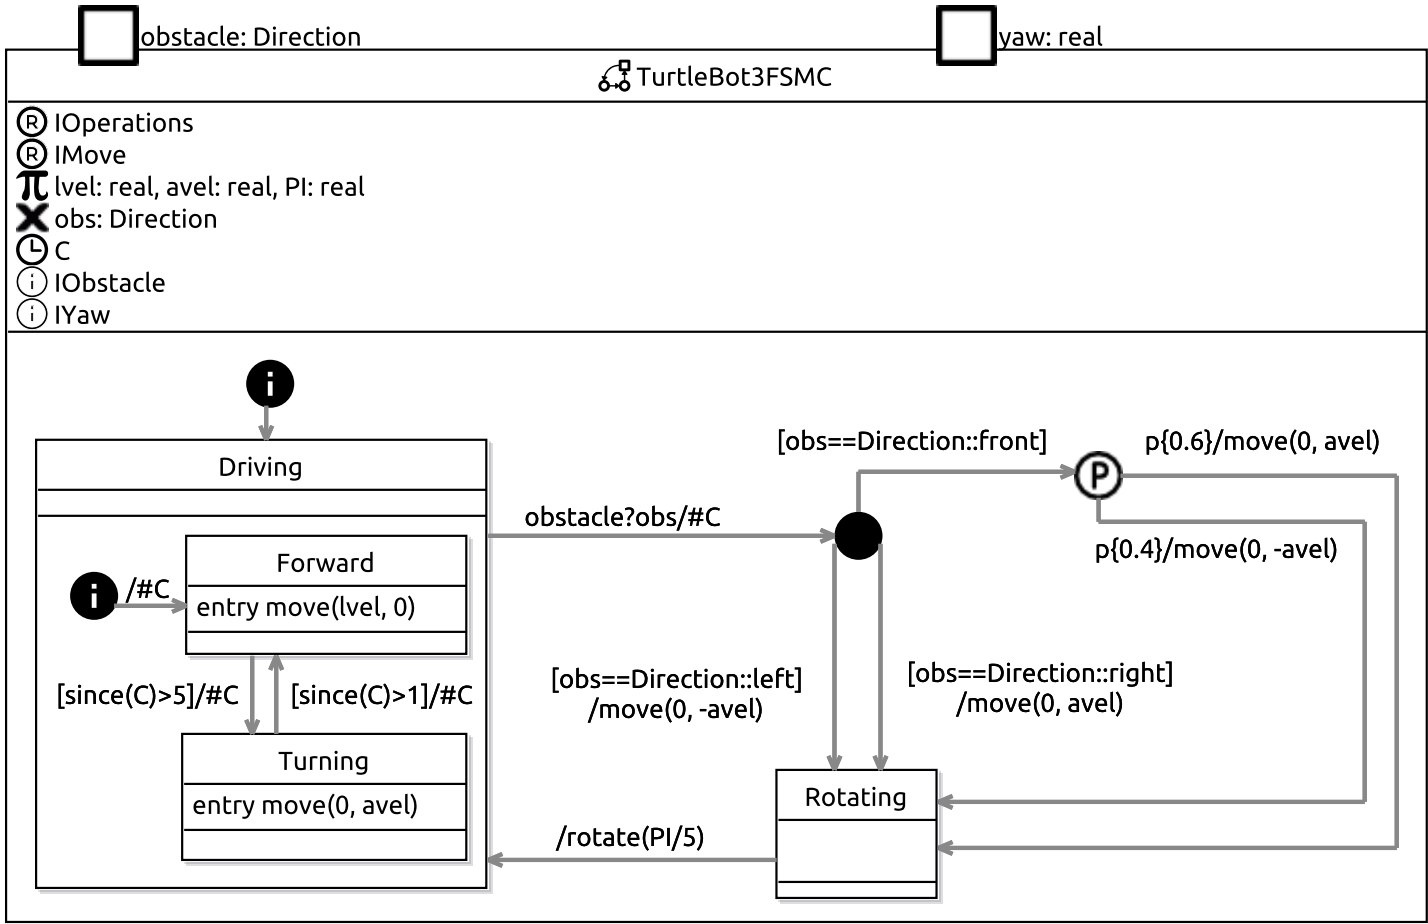 obstacle: Direction
yaw: real
TurtleBot3FSMC
R IOperations
R IMove
π lvel: real, avel: real, PI: real
obs: Direction
C
i IObstacle
i IYaw
i
Driving
[obs==Direction::front]
P
p{0.6}/move(0, avel)
obstacle?obs/#C
p{0.4}/move(0, -avel)
Forward
i
/#C
entry move(lvel, 0)
[since(C)>5]/#C
[since(C)>1]/#C
[obs==Direction::left]
/move(0, -avel)
[obs==Direction::right]
/move(0, avel)
Turning
entry move(0, avel)
Rotating
/rotate(PI/5)